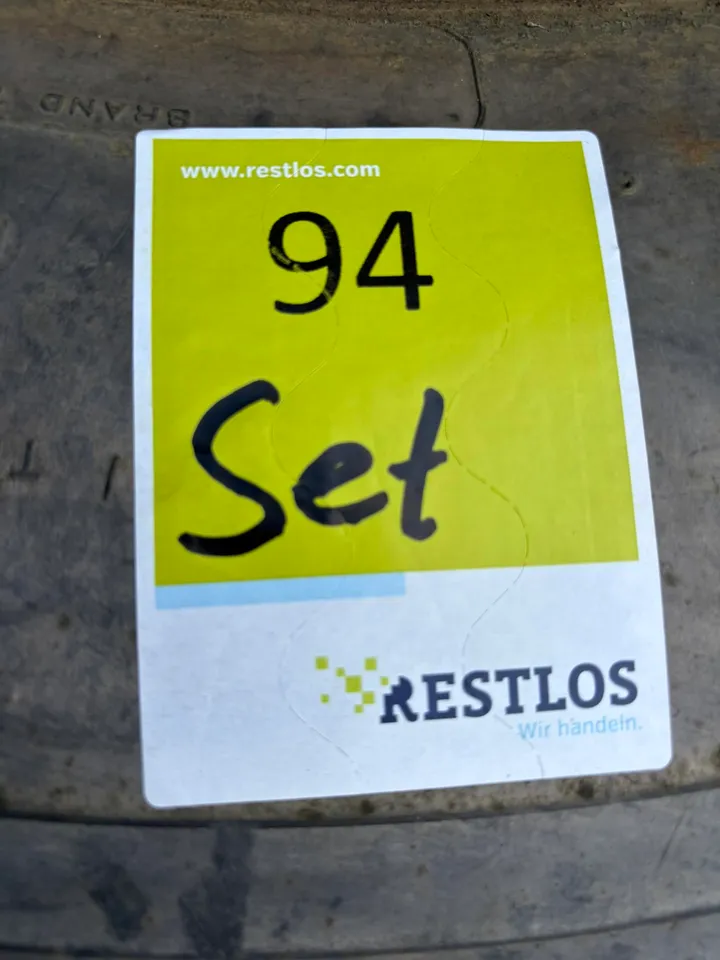 BRAND
www.restlos.com
94
Set
RESTLOS
Wir handeln.